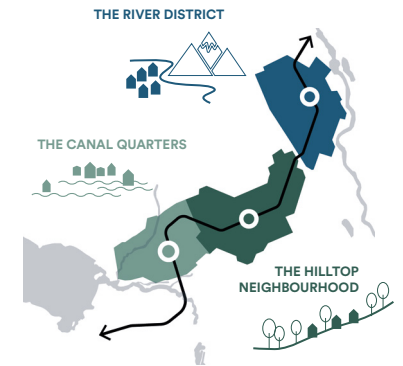 THE RIVER DISTRICT
THE CANAL QUARTERS
THE HILLTOP
NEIGHBOURHOOD